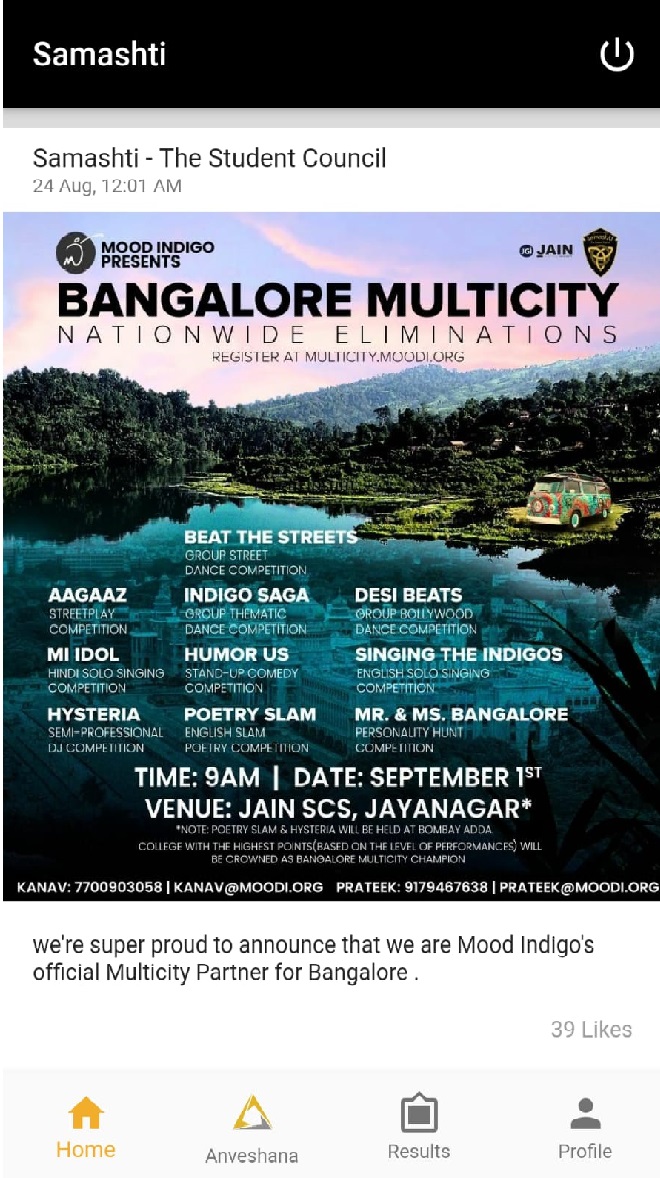 Samashti
Samashti - The Student Council
24 Aug, 12:01 AM
MOOD INDIGO
PRESENTS
JGI JAIN
BANGALORE MULTICITY
NATIONWIDE ELIMINATIONS
REGISTER AT MULTICITY.MOODI.ORG
BEAT THE STREETS
GROUP STREET
DANCE COMPETITION
AAGAAZ
STREETPLAY
COMPETITION
INDIGO SAGA
GROUP THEMATIC
DANCE COMPETITION
DESI BEATS
GROUP BOLLYWOOD
DANCE COMPETITION
MI IDOL
HINDI SOLO SINGING
COMPETITION
HUMOR US
STAND-UP COMEDY
COMPETITION
SINGING THE INDIGOS
ENGLISH SOLO SINGING
COMPETITION
HYSTERIA
SEMI-PROFESSIONAL
DJ COMPETITION
POETRY SLAM
ENGLISH SLAM
POETRY COMPETITION
MR. & MS. BANGALORE
PERSONALITY HUNT
COMPETITION
TIME: 9AM | DATE: SEPTEMBER 1ST
VENUE: JAIN SCS, JAYANAGAR*
*NOTE: POETRY SLAM & HYSTERIA WILL BE HELD AT BOMBAY ADDA.
COLLEGE WITH THE HIGHEST POINTS(BASED ON THE LEVEL OF PERFORMANCES) WILL
BE CROWNED AS BANGALORE MULTICITY CHAMPION
KANAV: 7700903058 | KANAV@MOODI.ORG PRATEEK: 9179467638 | PRATEEK@MOODI.ORG
we're super proud to announce that we are Mood Indigo's
official Multicity Partner for Bangalore .
39 Likes
Home
Anveshana
Results
Profile